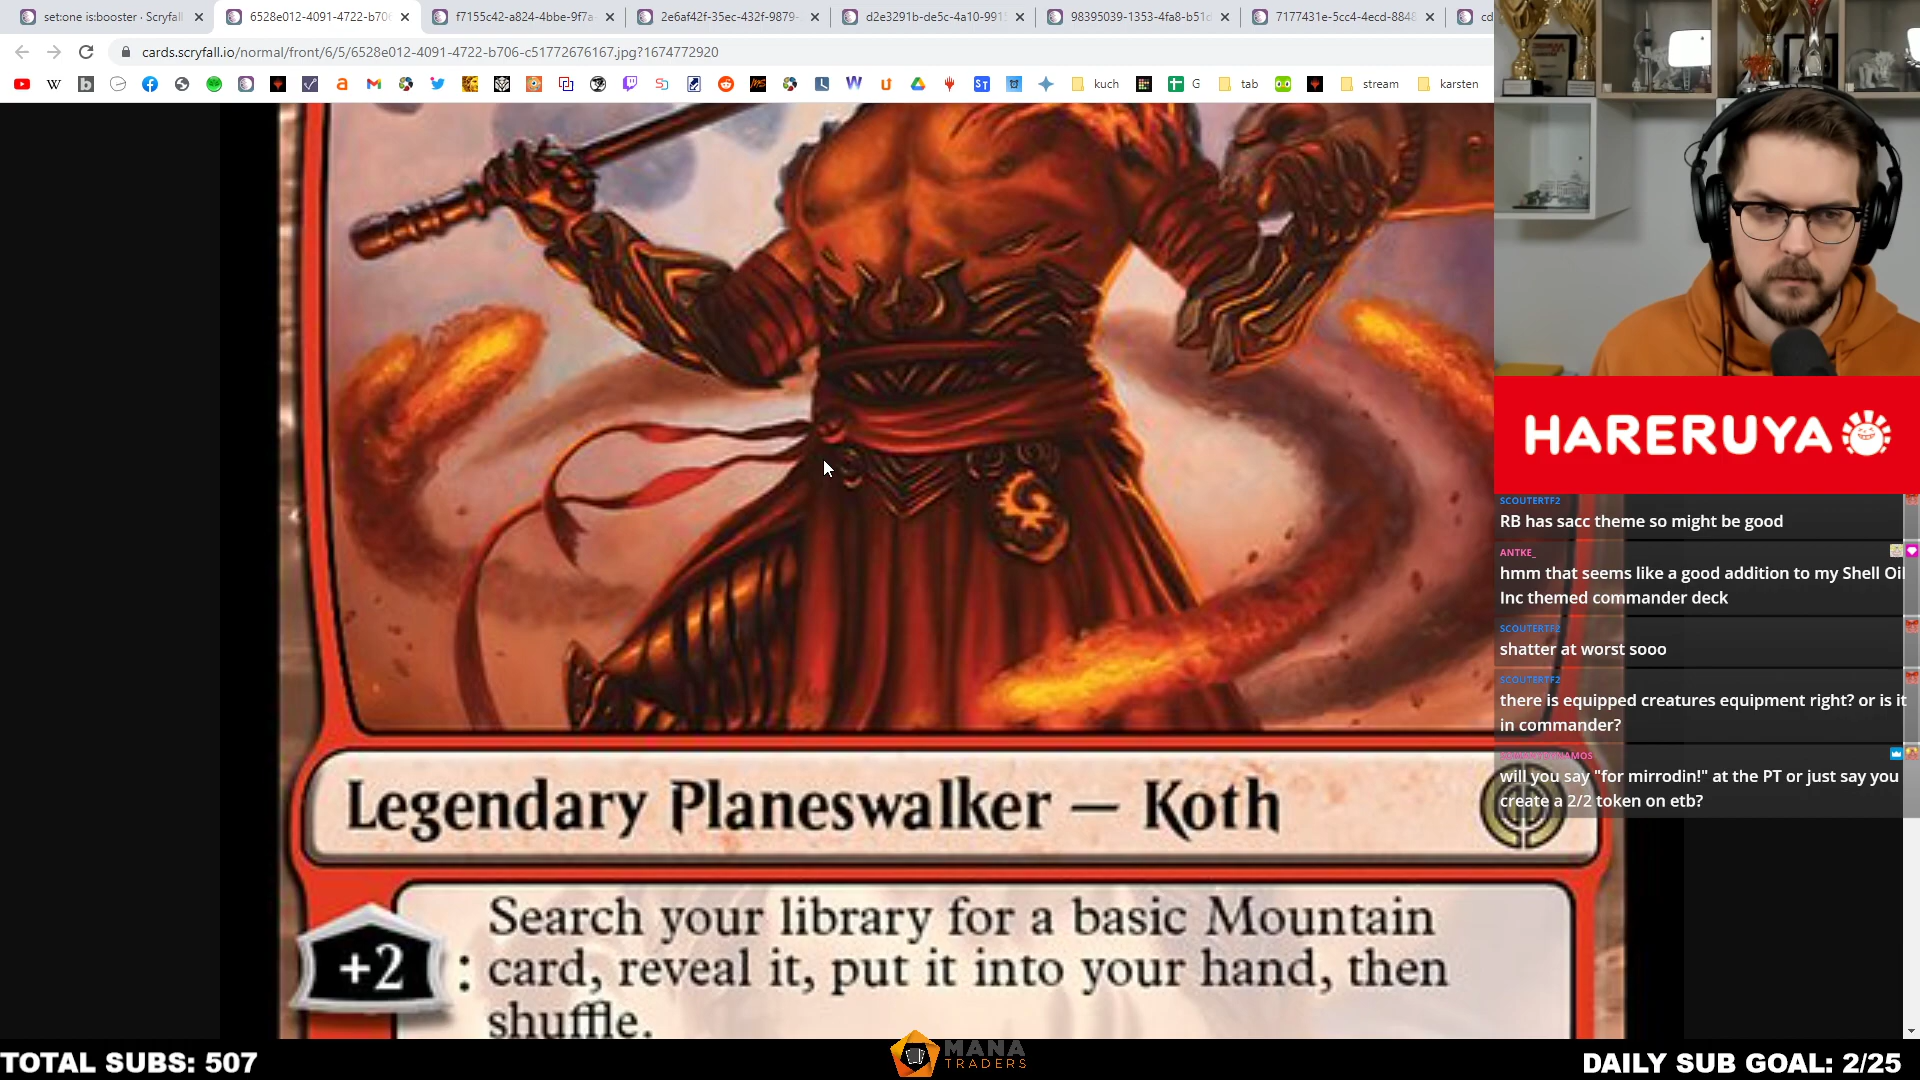 set:one is:booster · Scryfall
6528e012-4091-4722-b706
f7155c42-a824-4bbe-9f7a-
2e6af42f-35ec-432f-9879-
d2e3291b-de5c-4a10-991
98395039-1353-4fa8-b51
7177431e-5cc4-4ecd-8848
cd
cards.scryfall.io/normal/front/6/5/6528e012-4091-4722-b706-c51772676167.jpg?1674772920
kuch
G
tab
stream
karsten
HARERUYA
SCOUTERTF2
RB has sacc theme so might be good
ANTKE_
hmm that seems like a good addition to my Shell Oil
Inc themed commander deck
SCOUTERTF2
shatter at worst sooo
SCOUTERTF2
there is equipped creatures equipment right? or is it
in commander?
will you say "for mirrodin!" at the PT or just say you
create a 2/2 token on etb?
Legendary Planeswalker — Koth
+2 : Search your library for a basic Mountain
card, reveal it, put it into your hand, then
shuffle.
TOTAL SUBS: 507
MANA
TRADERS
DAILY SUB GOAL: 2/25